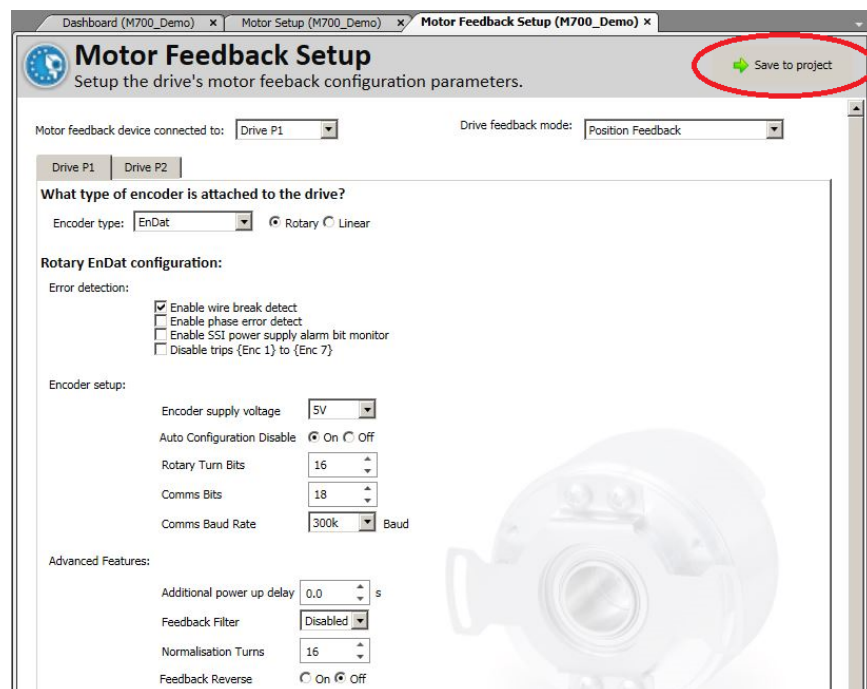 Dashboard (M700_Demo) x Motor Setup (M700_Demo) x Motor Feedback Setup (M700_Demo) x
Motor Feedback Setup
Setup the drive's motor feeback configuration parameters.
Save to project
Motor feedback device connected to: Drive P1 Drive feedback mode: Position Feedback
Drive P1 Drive P2
What type of encoder is attached to the drive?
Encoder type: EnDat Rotary Linear
Rotary EnDat configuration:
Error detection:
Enable wire break detect
Enable phase error detect
Enable SSI power supply alarm bit monitor
Disable trips {Enc 1} to {Enc 7}
Encoder setup:
Encoder supply voltage 5V
Auto Configuration Disable On Off
Rotary Turn Bits 16
Comms Bits 18
Comms Baud Rate 300k Baud
Advanced Features:
Additional power up delay 0.0 s
Feedback Filter Disabled
Normalisation Turns 16
Feedback Reverse On Off